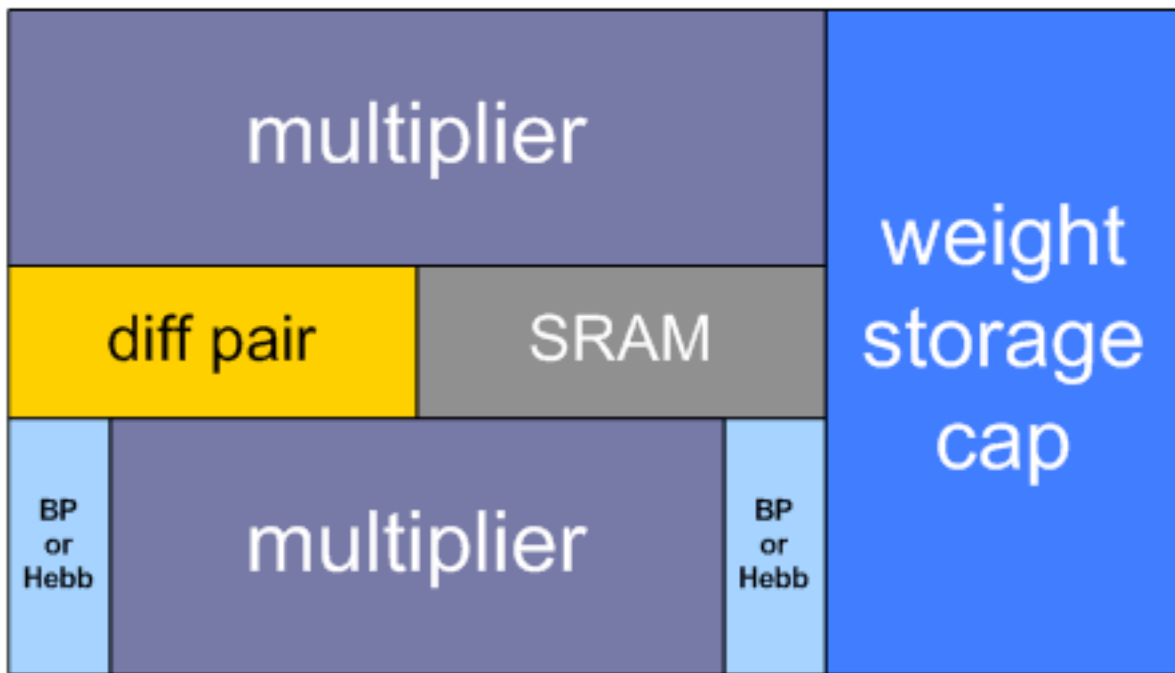 multiplier
weight
storage
cap
diff pair
SRAM
BP
or
Hebb
multiplier
BP
or
Hebb